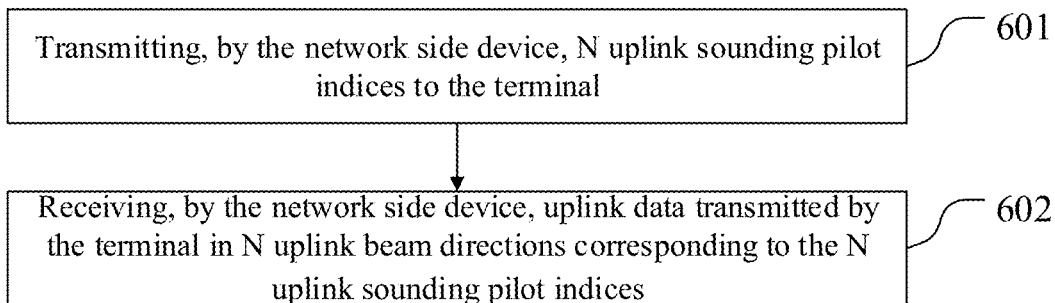 Transmitting, by the network side device, N uplink sounding pilot
indices to the terminal
601
Receiving, by the network side device, uplink data transmitted by
the terminal in N uplink beam directions corresponding to the N
uplink sounding pilot indices
602